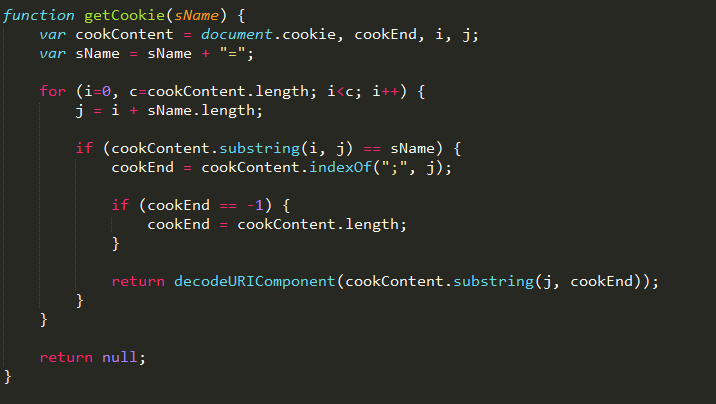 function getCookie(sName) {
var cookContent = document.cookie, cookEnd, i, j;
var sName = sName + "=";
for (i=0, c=cookContent.length; i<c; i++) {
j = i + sName.length;
if (cookContent.substring(i, j) == sName) {
cookEnd = cookContent.indexOf(";", j);
if (cookEnd == -1) {
cookEnd = cookContent.length;
}
return decodeURIComponent(cookContent.substring(j, cookEnd));
}
}
return null;
}